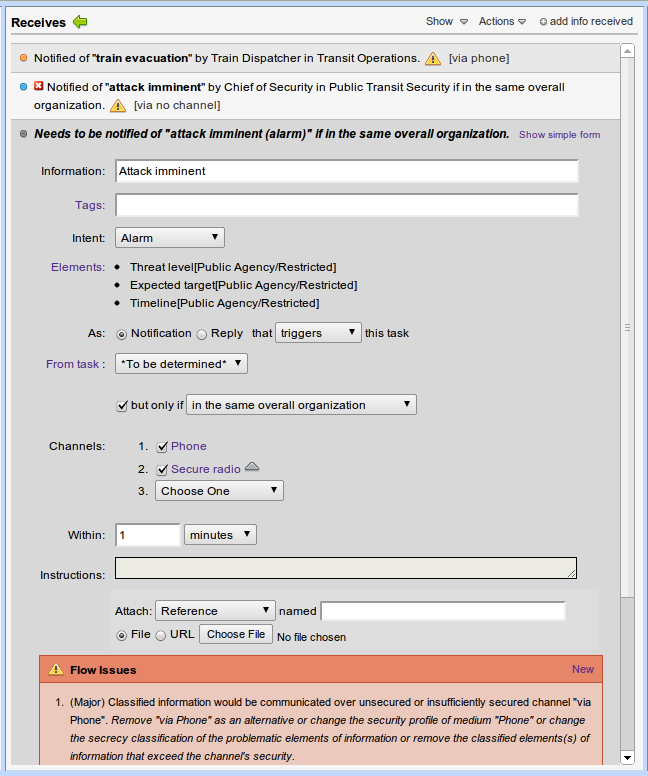 Receives Show Actions add info received
Notified of "train evacuation" by Train Dispatcher in Transit Operations. [via phone]
Notified of "attack imminent" by Chief of Security in Public Transit Security if in the same overall
organization. [via no channel]
Needs to be notified of "attack imminent (alarm)" if in the same overall organization. Show simple form
Information: Attack imminent
Tags:
Intent: Alarm
Elements: • Threat level[Public Agency/Restricted]
• Expected target[Public Agency/Restricted]
• Timeline[Public Agency/Restricted]
As: Notification Reply that triggers this task
From task : *To be determined*
but only if in the same overall organization
Channels: 1. Phone
2. Secure radio
3. Choose One
Within: 1 minutes
Instructions:
Attach: Reference named
File URL Choose File No file chosen
Flow Issues New
1. (Major) Classified information would be communicated over unsecured or insufficiently secured channel "via
Phone". Remove "via Phone" as an alternative or change the security profile of medium "Phone" or change
the secrecy classification of the problematic elements of information or remove the classified elements(s) of
information that exceed the channel's security.